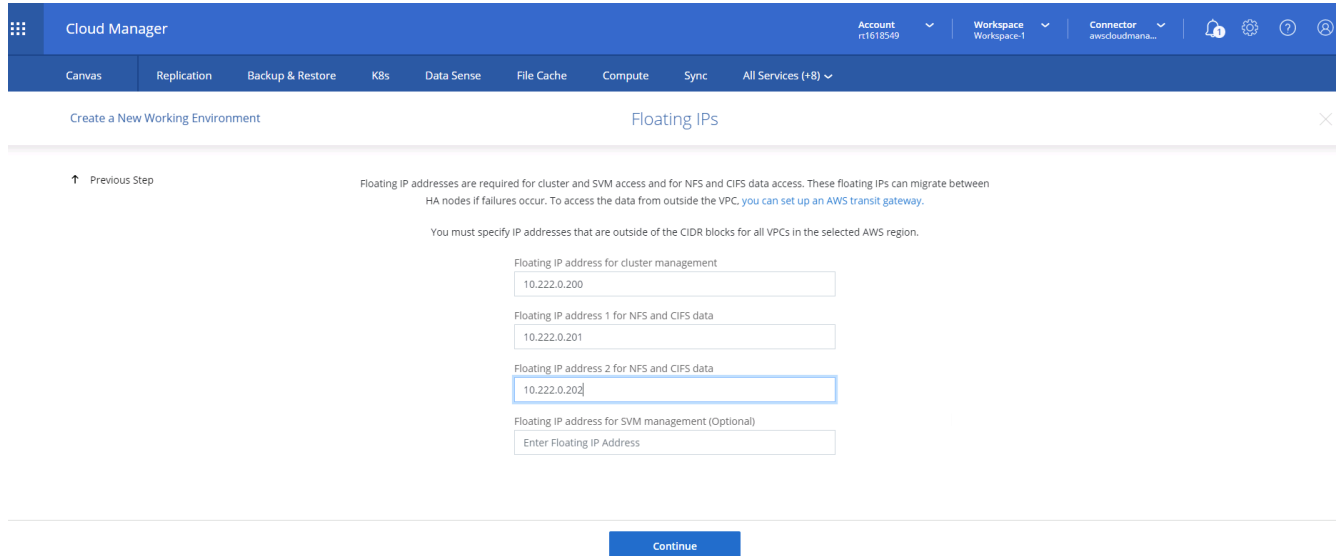 Cloud Manager
Account
rt1618549
Workspace
Workspace-1
Connector
awscloudmana...
1
Canvas
Replication
Backup & Restore
K8s
Data Sense
File Cache
Compute
Sync
All Services (+8)
Create a New Working Environment
Floating IPs
Previous Step
Floating IP addresses are required for cluster and SVM access and for NFS and CIFS data access. These floating IPs can migrate between
HA nodes if failures occur. To access the data from outside the VPC, you can set up an AWS transit gateway.
You must specify IP addresses that are outside of the CIDR blocks for all VPCs in the selected AWS region.
Floating IP address for cluster management
10.222.0.200
Floating IP address 1 for NFS and CIFS data
10.222.0.201
Floating IP address 2 for NFS and CIFS data
10.222.0.202
Floating IP address for SVM management (Optional)
Enter Floating IP Address
Continue